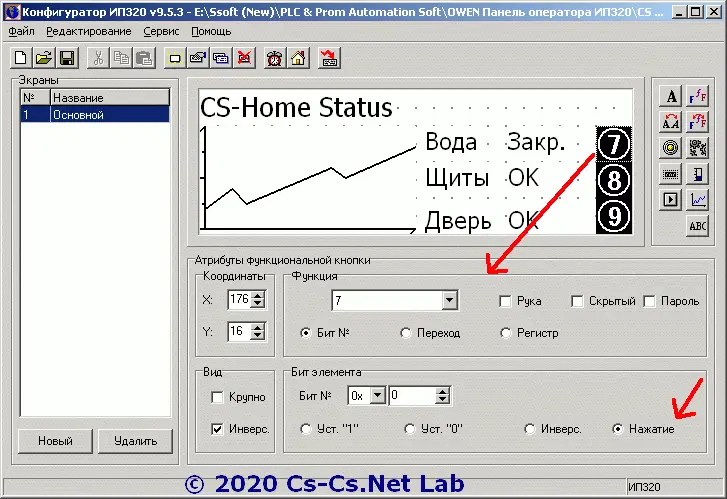 Конфигуратор ИП320 v9.5.3 - E:\Ssoft (New)\PLC & Prom Automation Soft\OWEN Панель оператора ИП320\CS ...
Файл Редактирование Сервис Помощь
Экраны
№ Название
1 Основной
Новый Удалить
CS-Home Status
Вода Закр. 7
Щиты OK 8
Дверь OK 9
A F f F
A A F f F
ABC
Атрибуты функциональной кнопки
Координаты
X: 176
Y: 16
Функция
7 Рука Скрытый Пароль
Бит № Переход Регистр
Вид
Крупно
Инверс.
Бит элемента
Бит № 0x 0
Уст. "1" Уст. "0" Инверс. Нажатие
© 2020 Cs-Cs.Net Lab
ИП320